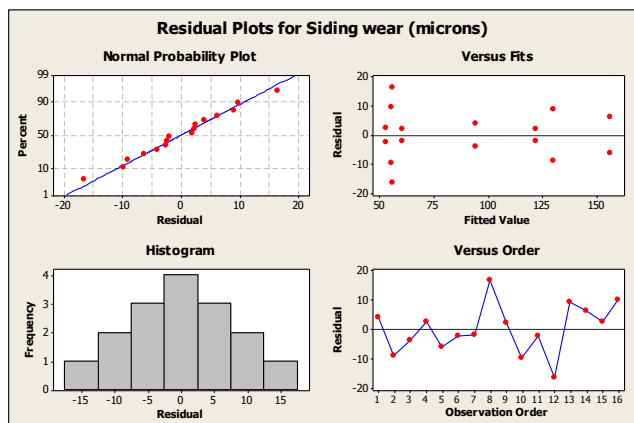 Residual Plots for Siding wear (microns)
Normal Probability Plot
99
90
50
10
1
Percent
-20 -10 0 10 20
Residual
Versus Fits
20
10
0
-10
-20
Residual
50 75 100 125 150
Fitted Value
Histogram
4
3
2
1
0
Frequency
-15 -10 -5 0 5 10 15
Residual
Versus Order
20
10
0
-10
-20
Residual
1 2 3 4 5 6 7 8 9 10 11 12 13 14 15 16
Observation Order